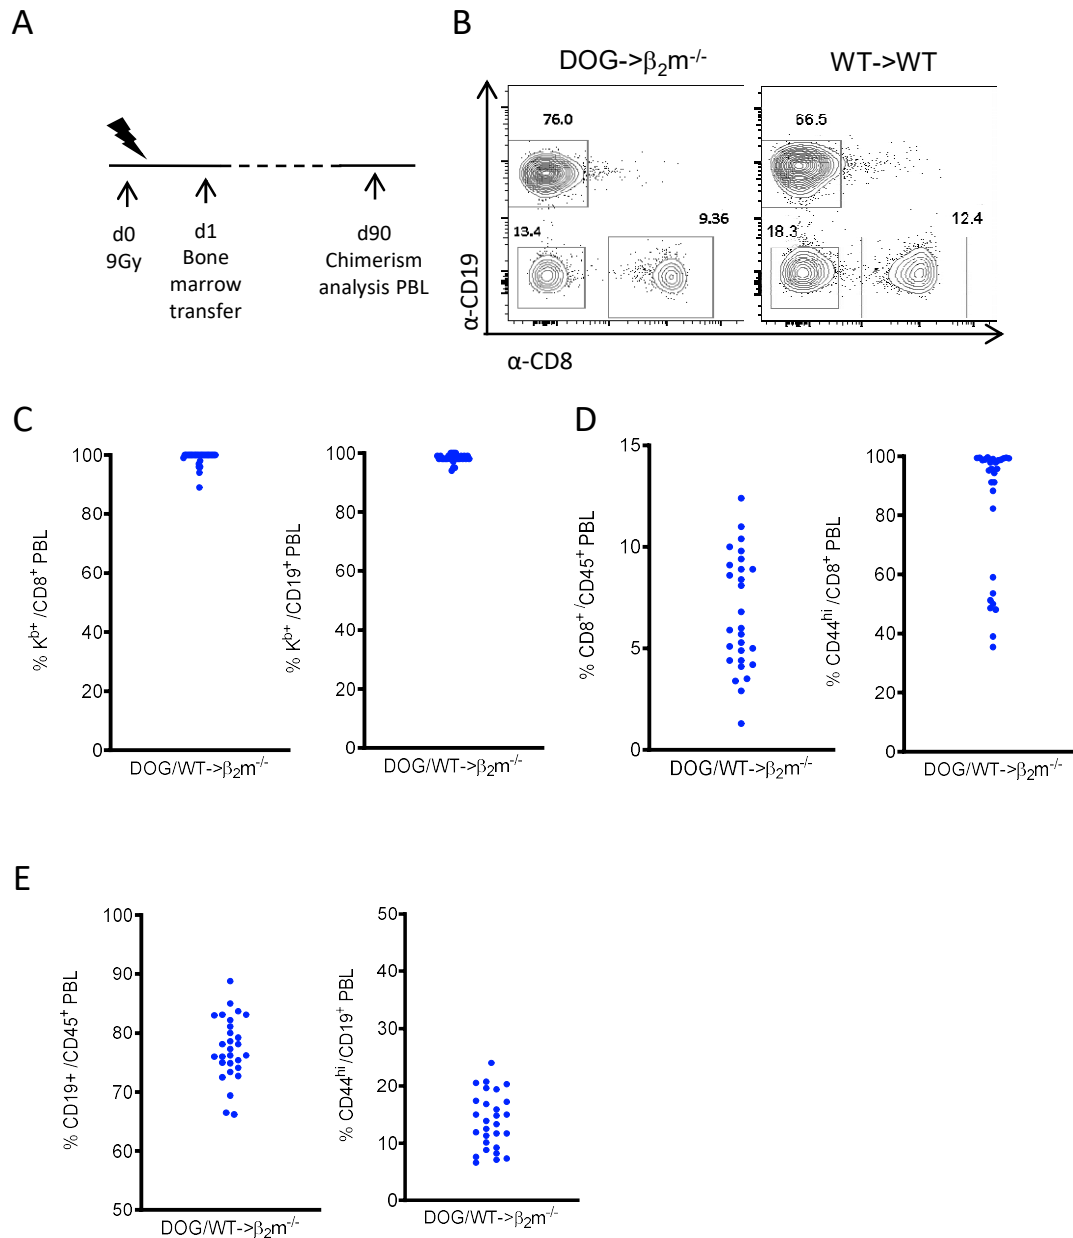 A
d0
9Gy
d1
Bone
marrow
transfer
d90
Chimerism
analysis PBL
B
DOG->β₂m⁻/⁻
WT->WT
76.0
13.4
9.36
66.5
18.3
12.4
α-CD19
α-CD8
C
% Kᵇ⁺ /CD8⁺ PBL
100
80
60
40
20
0
DOG/WT->β₂m⁻/⁻
% Kᵇ⁺ /CD19⁺ PBL
100
80
60
40
20
0
DOG/WT->β₂m⁻/⁻
D
% CD8⁺ /CD45⁺ PBL
15
10
5
0
DOG/WT->β₂m⁻/⁻
% CD44ʰⁱ /CD8⁺ PBL
100
80
60
40
20
0
DOG/WT->β₂m⁻/⁻
E
% CD19+ /CD45⁺ PBL
100
90
80
70
60
50
DOG/WT->β₂m⁻/⁻
% CD44ʰⁱ /CD19⁺ PBL
50
40
30
20
10
0
DOG/WT->β₂m⁻/⁻